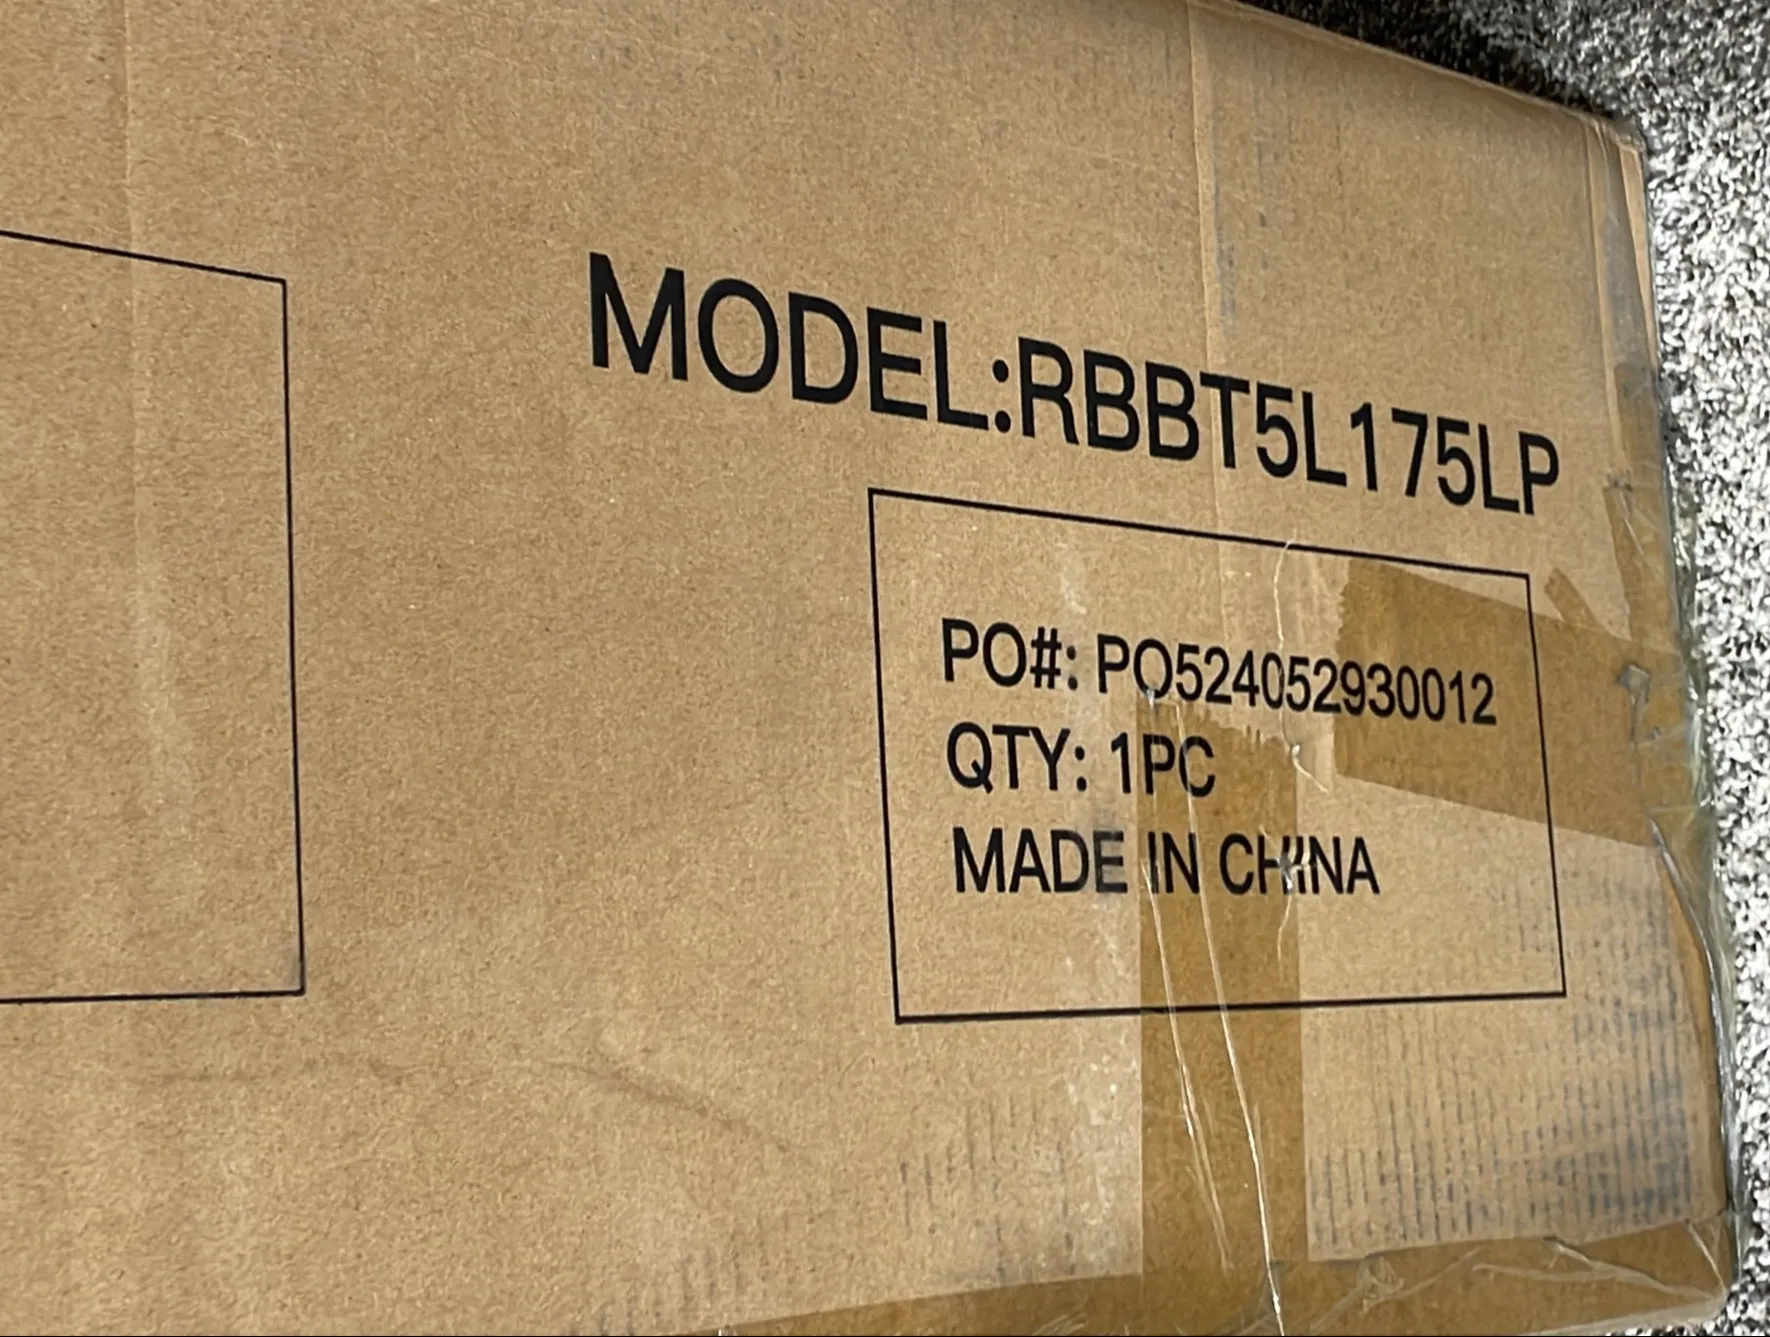 MODEL:RBBT5L175LP
PO#: PO524052930012
QTY: 1PC
MADE IN CHINA